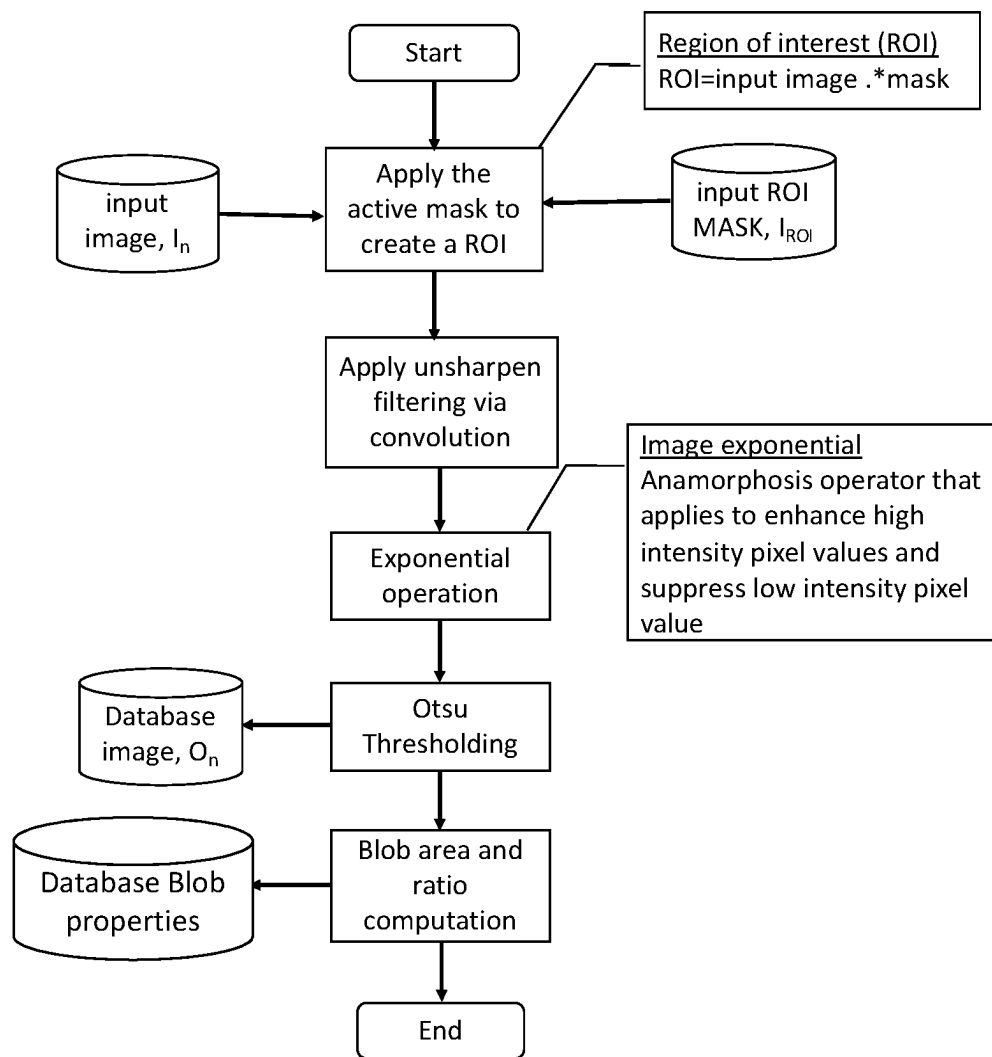 Start
Region of interest (ROI)
ROI=input image .*mask
input
image, Iₙ
Apply the
active mask to
create a ROI
input ROI
MASK, I_ROI
Apply unsharpen
filtering via
convolution
Image exponential
Anamorphosis operator that
applies to enhance high
intensity pixel values and
suppress low intensity pixel
value
Exponential
operation
Database
image, Oₙ
Otsu
Thresholding
Database Blob
properties
Blob area and
ratio
computation
End